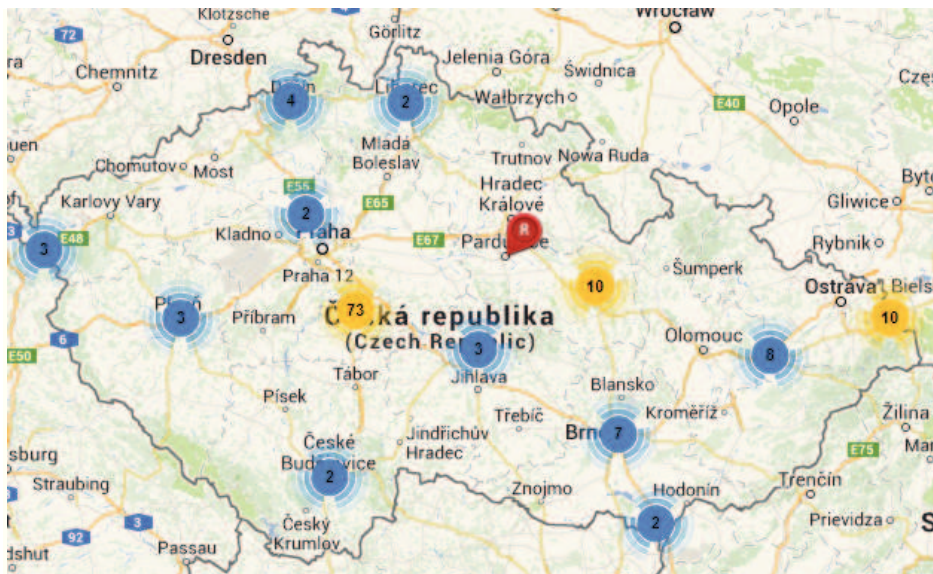 Klotzsche
Wrocław
72
Görlitz
Dresden
Jelenia Góra
Świdnica
Chemnitz
4
2
Wałbrzych
E40
Opole
Mladá
Boleslav
Trutnov
Nowa Ruda
Chomutov
Most
E55
E65
Hradec
Králové
Gliwice
Karlovy Vary
2
Kladno
Praha
E67
R
Rybnik
3
E48
3
Praha 12
10
Šumperk
Ostrava
Bielsk
3
Příbram
73
Česká republika
(Czech Republic)
10
6
E50
3
Olomouc
8
Tábor
Jihlava
Blansko
Písek
Třebíč
Kroměříž
Žilina
České
Budějovice
Jindřichův
Hradec
Brno
7
E75
2
Straubing
Znojmo
Hodonín
Trenčín
3
Český
Krumlov
2
Prievidza
92
Passau